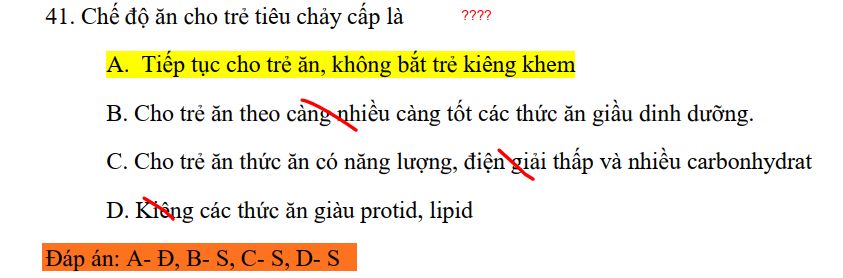 41. Chế độ ăn cho trẻ tiêu chảy cấp là ????
A. Tiếp tục cho trẻ ăn, không bắt trẻ kiêng khem
B. Cho trẻ ăn theo càng nhiều càng tốt các thức ăn giầu dinh dưỡng.
C. Cho trẻ ăn thức ăn có năng lượng, điện giải thấp và nhiều carbonhydrat
D. Kiêng các thức ăn giàu protid, lipid
Đáp án: A- Đ, B- S, C- S, D- S